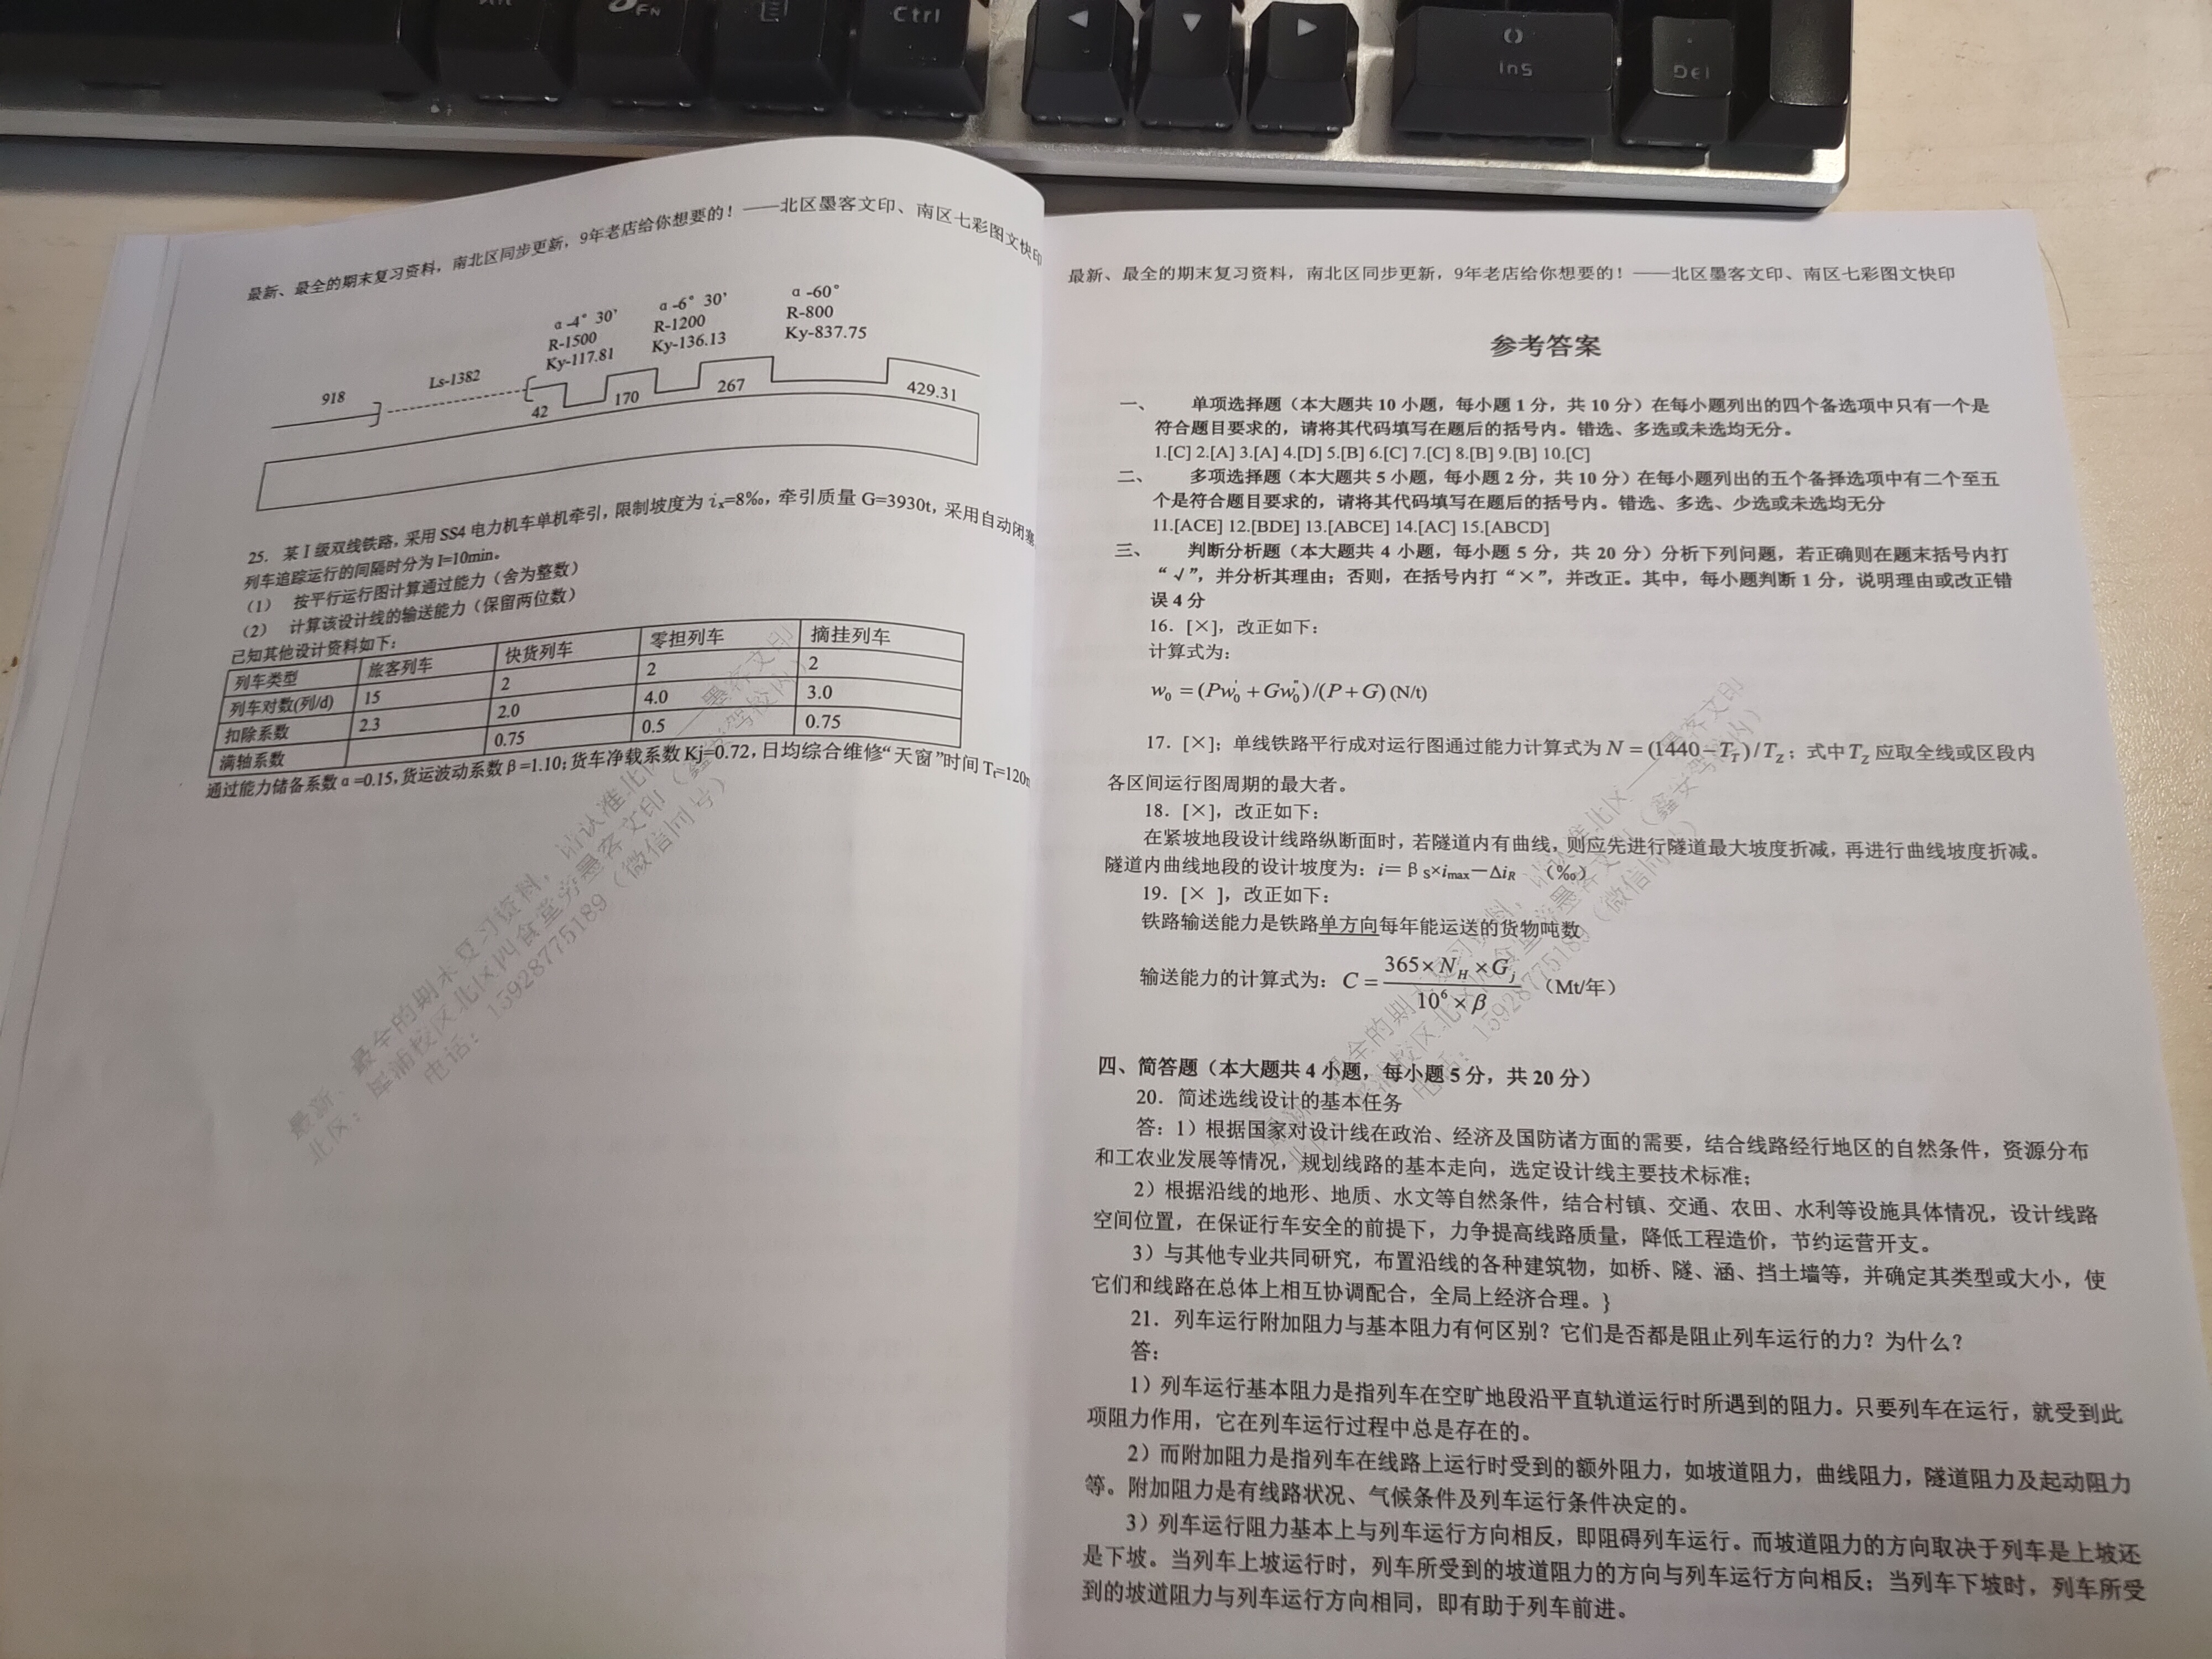 Alt
FN
Ctrl
Ins
Del
最新、最全的期末复习资料，南北区同步更新，9年老店给你想要的！——北区墨客文印、南区七彩图文快印
α-4°30'
R-1500
Ky-117.81
α-6°30'
R-1200
Ky-136.13
α-60°
R-800
Ky-837.75
918
Ls-1382
42
170
267
429.31
25. 某Ⅰ级双线铁路，采用SS4电力机车单机牵引，限制坡度为 iₓ=8‰，牵引质量 G=3930t，采用自动闭塞
列车追踪运行的间隔时分为 I=10min。
（1） 按平行运行图计算通过能力（舍为整数）
（2） 计算该设计线的输送能力（保留两位数）
已知其他设计资料如下：
列车类型 旅客列车 快货列车 零担列车 摘挂列车
列车对数(列/d) 15 2 2 2
扣除系数 2.3 2.0 4.0 3.0
满轴系数 0.75 0.5 0.75
通过能力储备系数α=0.15,货运波动系数β=1.10;货车净载系数Kj=0.72,日均综合维修“天窗”时间 Tt=120
最新、最全的期末复习资料，请认准北区——墨客文印
北区：犀浦校区北区四食堂旁墨客文印（鑫安驾校内）
电话：15928775189（微信同号）
最新、最全的期末复习资料，南北区同步更新，9年老店给你想要的！——北区墨客文印、南区七彩图文快印
参考答案
一、 单项选择题（本大题共 10 小题，每小题 1 分，共 10 分）在每小题列出的四个备选项中只有一个是
符合题目要求的，请将其代码填写在题后的括号内。错选、多选或未选均无分。
1.[C] 2.[A] 3.[A] 4.[D] 5.[B] 6.[C] 7.[C] 8.[B] 9.[B] 10.[C]
二、 多项选择题（本大题共 5 小题，每小题 2 分，共 10 分）在每小题列出的五个备择选项中有二个至五
个是符合题目要求的，请将其代码填写在题后的括号内。错选、多选、少选或未选均无分
11.[ACE] 12.[BDE] 13.[ABCE] 14.[AC] 15.[ABCD]
三、 判断分析题（本大题共 4 小题，每小题 5 分，共 20 分）分析下列问题，若正确则在题末括号内打
“√”，并分析其理由；否则，在括号内打“×”，并改正。其中，每小题判断 1 分，说明理由或改正错
误 4 分
16. [×]，改正如下：
计算式为：
w₀ = (Pw₀' + Gw₀'')/(P+G) (N/t)
17. [×]；单线铁路平行成对运行图通过能力计算式为 N = (1440 − T_T)/T_Z；式中 T_Z 应取全线或区段内
各区间运行图周期的最大者。
18. [×]，改正如下：
在紧坡地段设计线路纵断面时，若隧道内有曲线，则应先进行隧道最大坡度折减，再进行曲线坡度折减。
隧道内曲线地段的设计坡度为：i= β s×i_max−Δi_R （‰）
19. [× ]，改正如下：
铁路输送能力是铁路单方向每年能运送的货物吨数
输送能力的计算式为：C = (365×N_H×G_j)/(10⁶×β) （Mt/年）
四、简答题（本大题共 4 小题，每小题 5 分，共 20 分）
20. 简述选线设计的基本任务
答：1）根据国家对设计线在政治、经济及国防诸方面的需要，结合线路经行地区的自然条件，资源分布
和工农业发展等情况，规划线路的基本走向，选定设计线主要技术标准；
2）根据沿线的地形、地质、水文等自然条件，结合村镇、交通、农田、水利等设施具体情况，设计线路
空间位置，在保证行车安全的前提下，力争提高线路质量，降低工程造价，节约运营开支。
3）与其他专业共同研究，布置沿线的各种建筑物，如桥、隧、涵、挡土墙等，并确定其类型或大小，使
它们和线路在总体上相互协调配合，全局上经济合理。}
21. 列车运行附加阻力与基本阻力有何区别？它们是否都是阻止列车运行的力？为什么？
答：
1）列车运行基本阻力是指列车在空旷地段沿平直轨道运行时所遇到的阻力。只要列车在运行，就受到此
项阻力作用，它在列车运行过程中总是存在的。
2）而附加阻力是指列车在线路上运行时受到的额外阻力，如坡道阻力，曲线阻力，隧道阻力及起动阻力
等。附加阻力是有线路状况、气候条件及列车运行条件决定的。
3）列车运行阻力基本上与列车运行方向相反，即阻碍列车运行。而坡道阻力的方向取决于列车是上坡还
是下坡。当列车上坡运行时，列车所受到的坡道阻力的方向与列车运行方向相反；当列车下坡时，列车所受
到的坡道阻力与列车运行方向相同，即有助于列车前进。